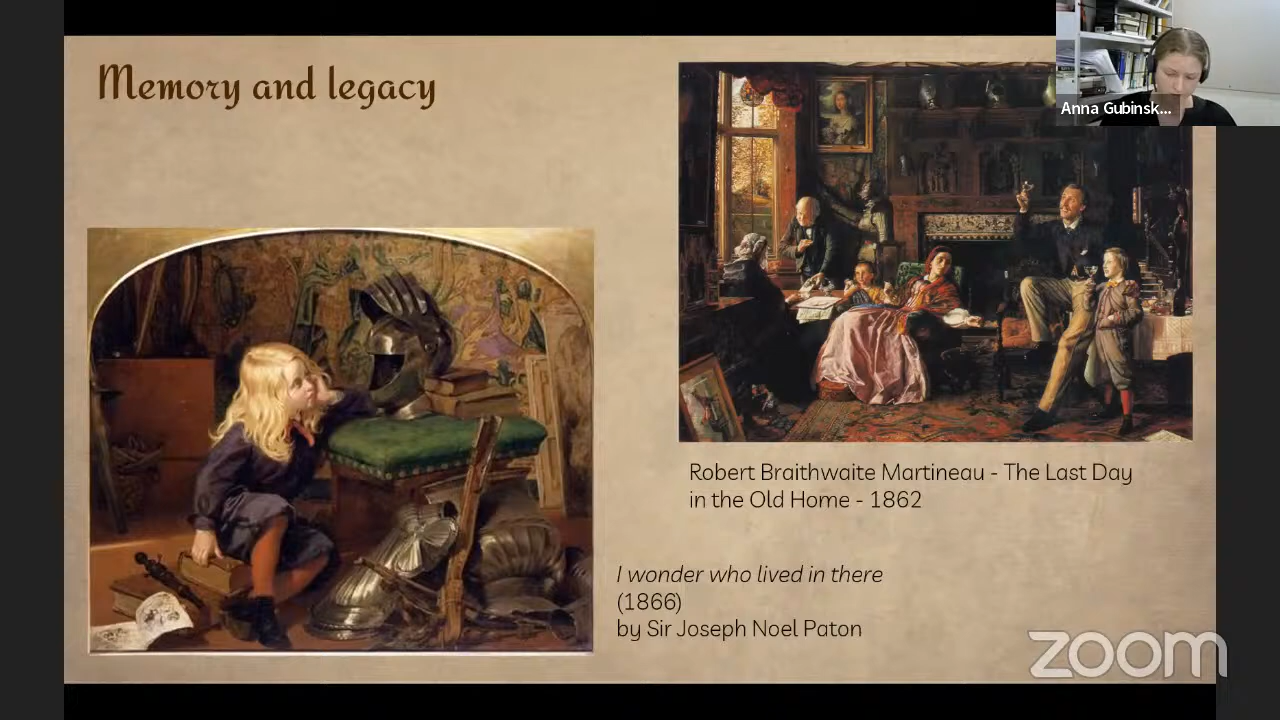 Memory and legacy
Anna Gubinsk...
Robert Braithwaite Martineau - The Last Day
in the Old Home - 1862
I wonder who lived in there
(1866)
by Sir Joseph Noel Paton
zoom